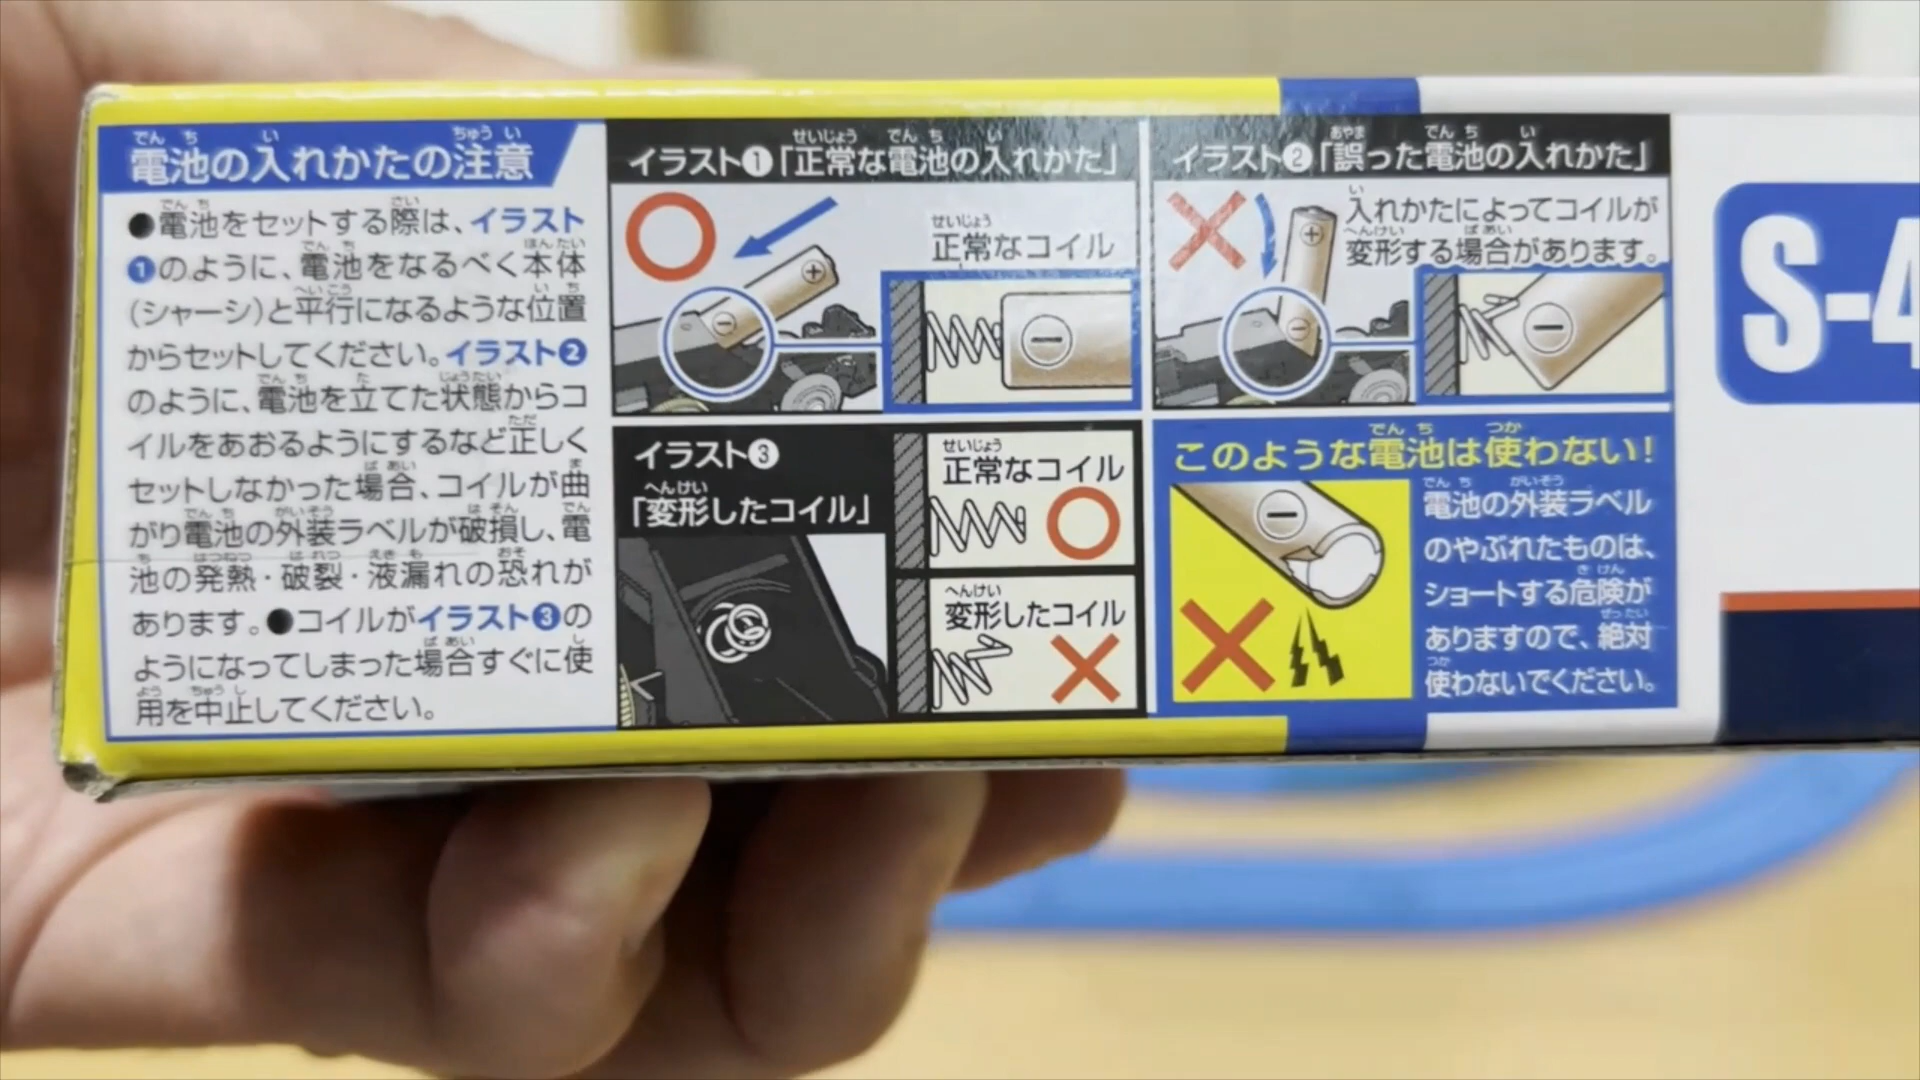 電池の入れかたの注意
●電池をセットする際は、イラスト
❶のように、電池をなるべく本体
(シャーシ)と平行になるような位置
からセットしてください。イラスト❷
のように、電池を立てた状態からコ
イルをあおるようにするなど正しく
セットしなかった場合、コイルが曲
がり電池の外装ラベルが破損し、電
池の発熱・破裂・液漏れの恐れが
あります。●コイルがイラスト❸の
ようになってしまった場合すぐに使
用を中止してください。
イラスト❶「正常な電池の入れかた」
正常なコイル
イラスト❷「誤った電池の入れかた」
入れかたによってコイルが
変形する場合があります。
イラスト❸
「変形したコイル」
正常なコイル
変形したコイル
このような電池は使わない!
電池の外装ラベル
のやぶれたものは、
ショートする危険が
ありますので、絶対
使わないでください。
S-4